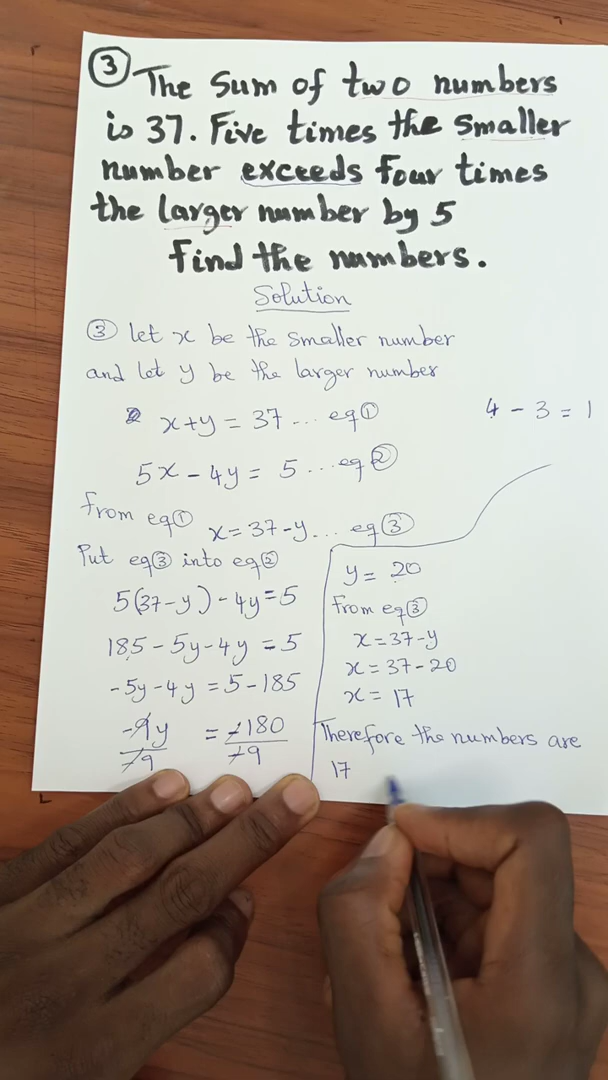 ③ The Sum of two numbers
is 37. Five times the smaller
number exceeds four times
the larger number by 5
find the numbers.
Solution
③ let x be the smaller number
and let y be the larger number
x+y = 37 ... eq①
4 - 3 = 1
5x - 4y = 5 ... eq②
from eq① x = 37-y ... eq③
Put eq③ into eq②
5(37-y) - 4y = 5
185 - 5y - 4y = 5
-5y - 4y = 5 - 185
-9y = -180
-9 -9
y = 20
from eq③
x = 37-y
x = 37-20
x = 17
Therefore the numbers are
17